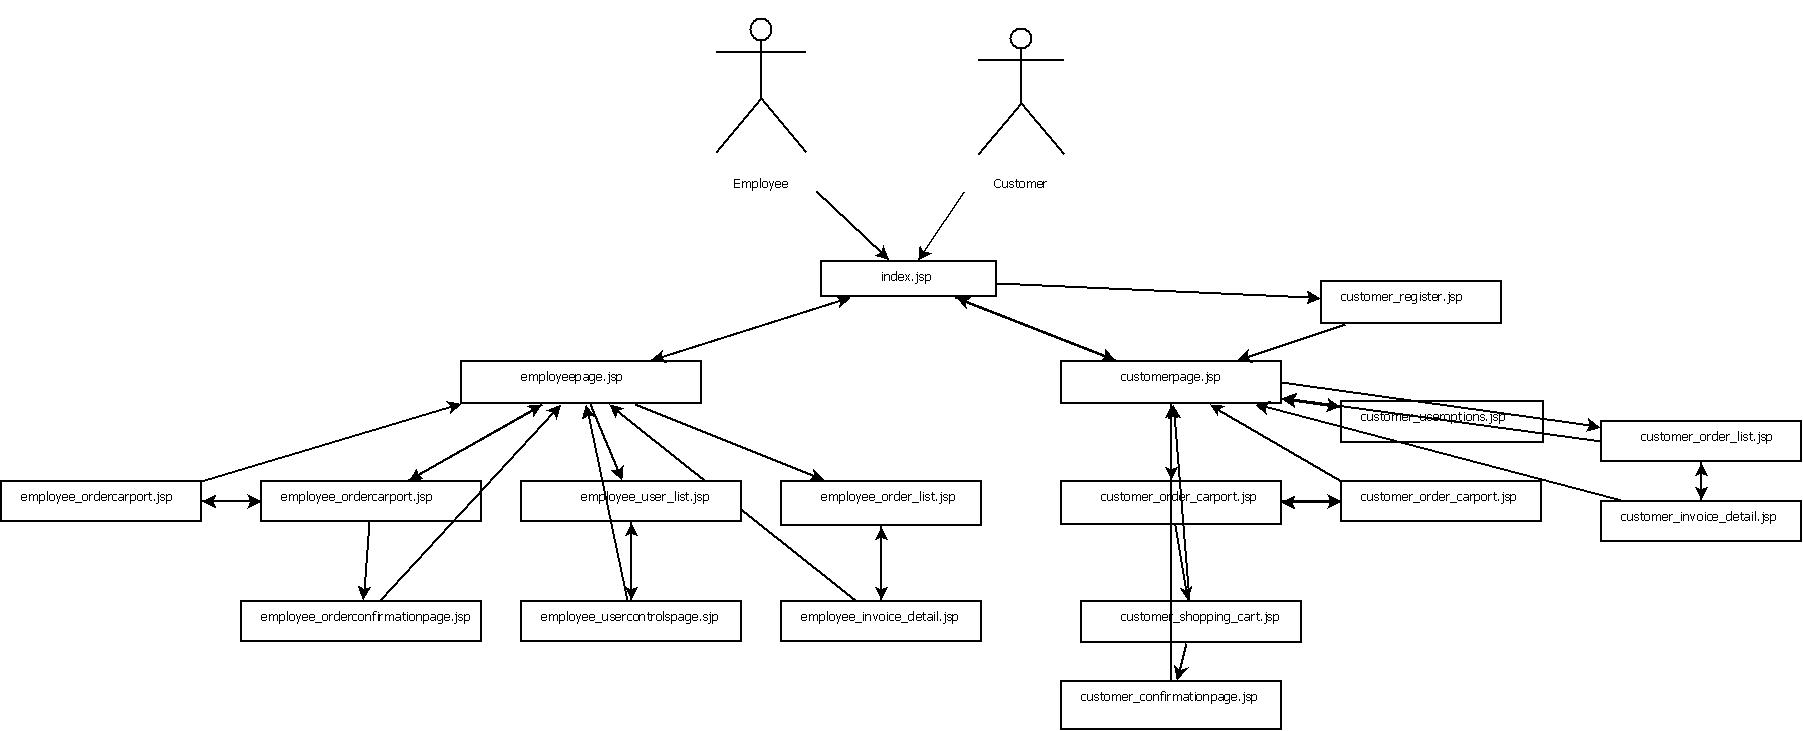 Employee
Customer
index.jsp
customer_register.jsp
employeepage.jsp
customerpage.jsp
customer_useroptions.jsp
customer_order_list.jsp
employee_ordercarport.jsp
employee_ordercarport.jsp
employee_user_list.jsp
employee_order_list.jsp
customer_order_carport.jsp
customer_order_carport.jsp
customer_invoice_detail.jsp
employee_orderconfirmationpage.jsp
employee_usercontrolspage.sjp
employee_invoice_detail.jsp
customer_shopping_cart.jsp
customer_confirmationpage.jsp